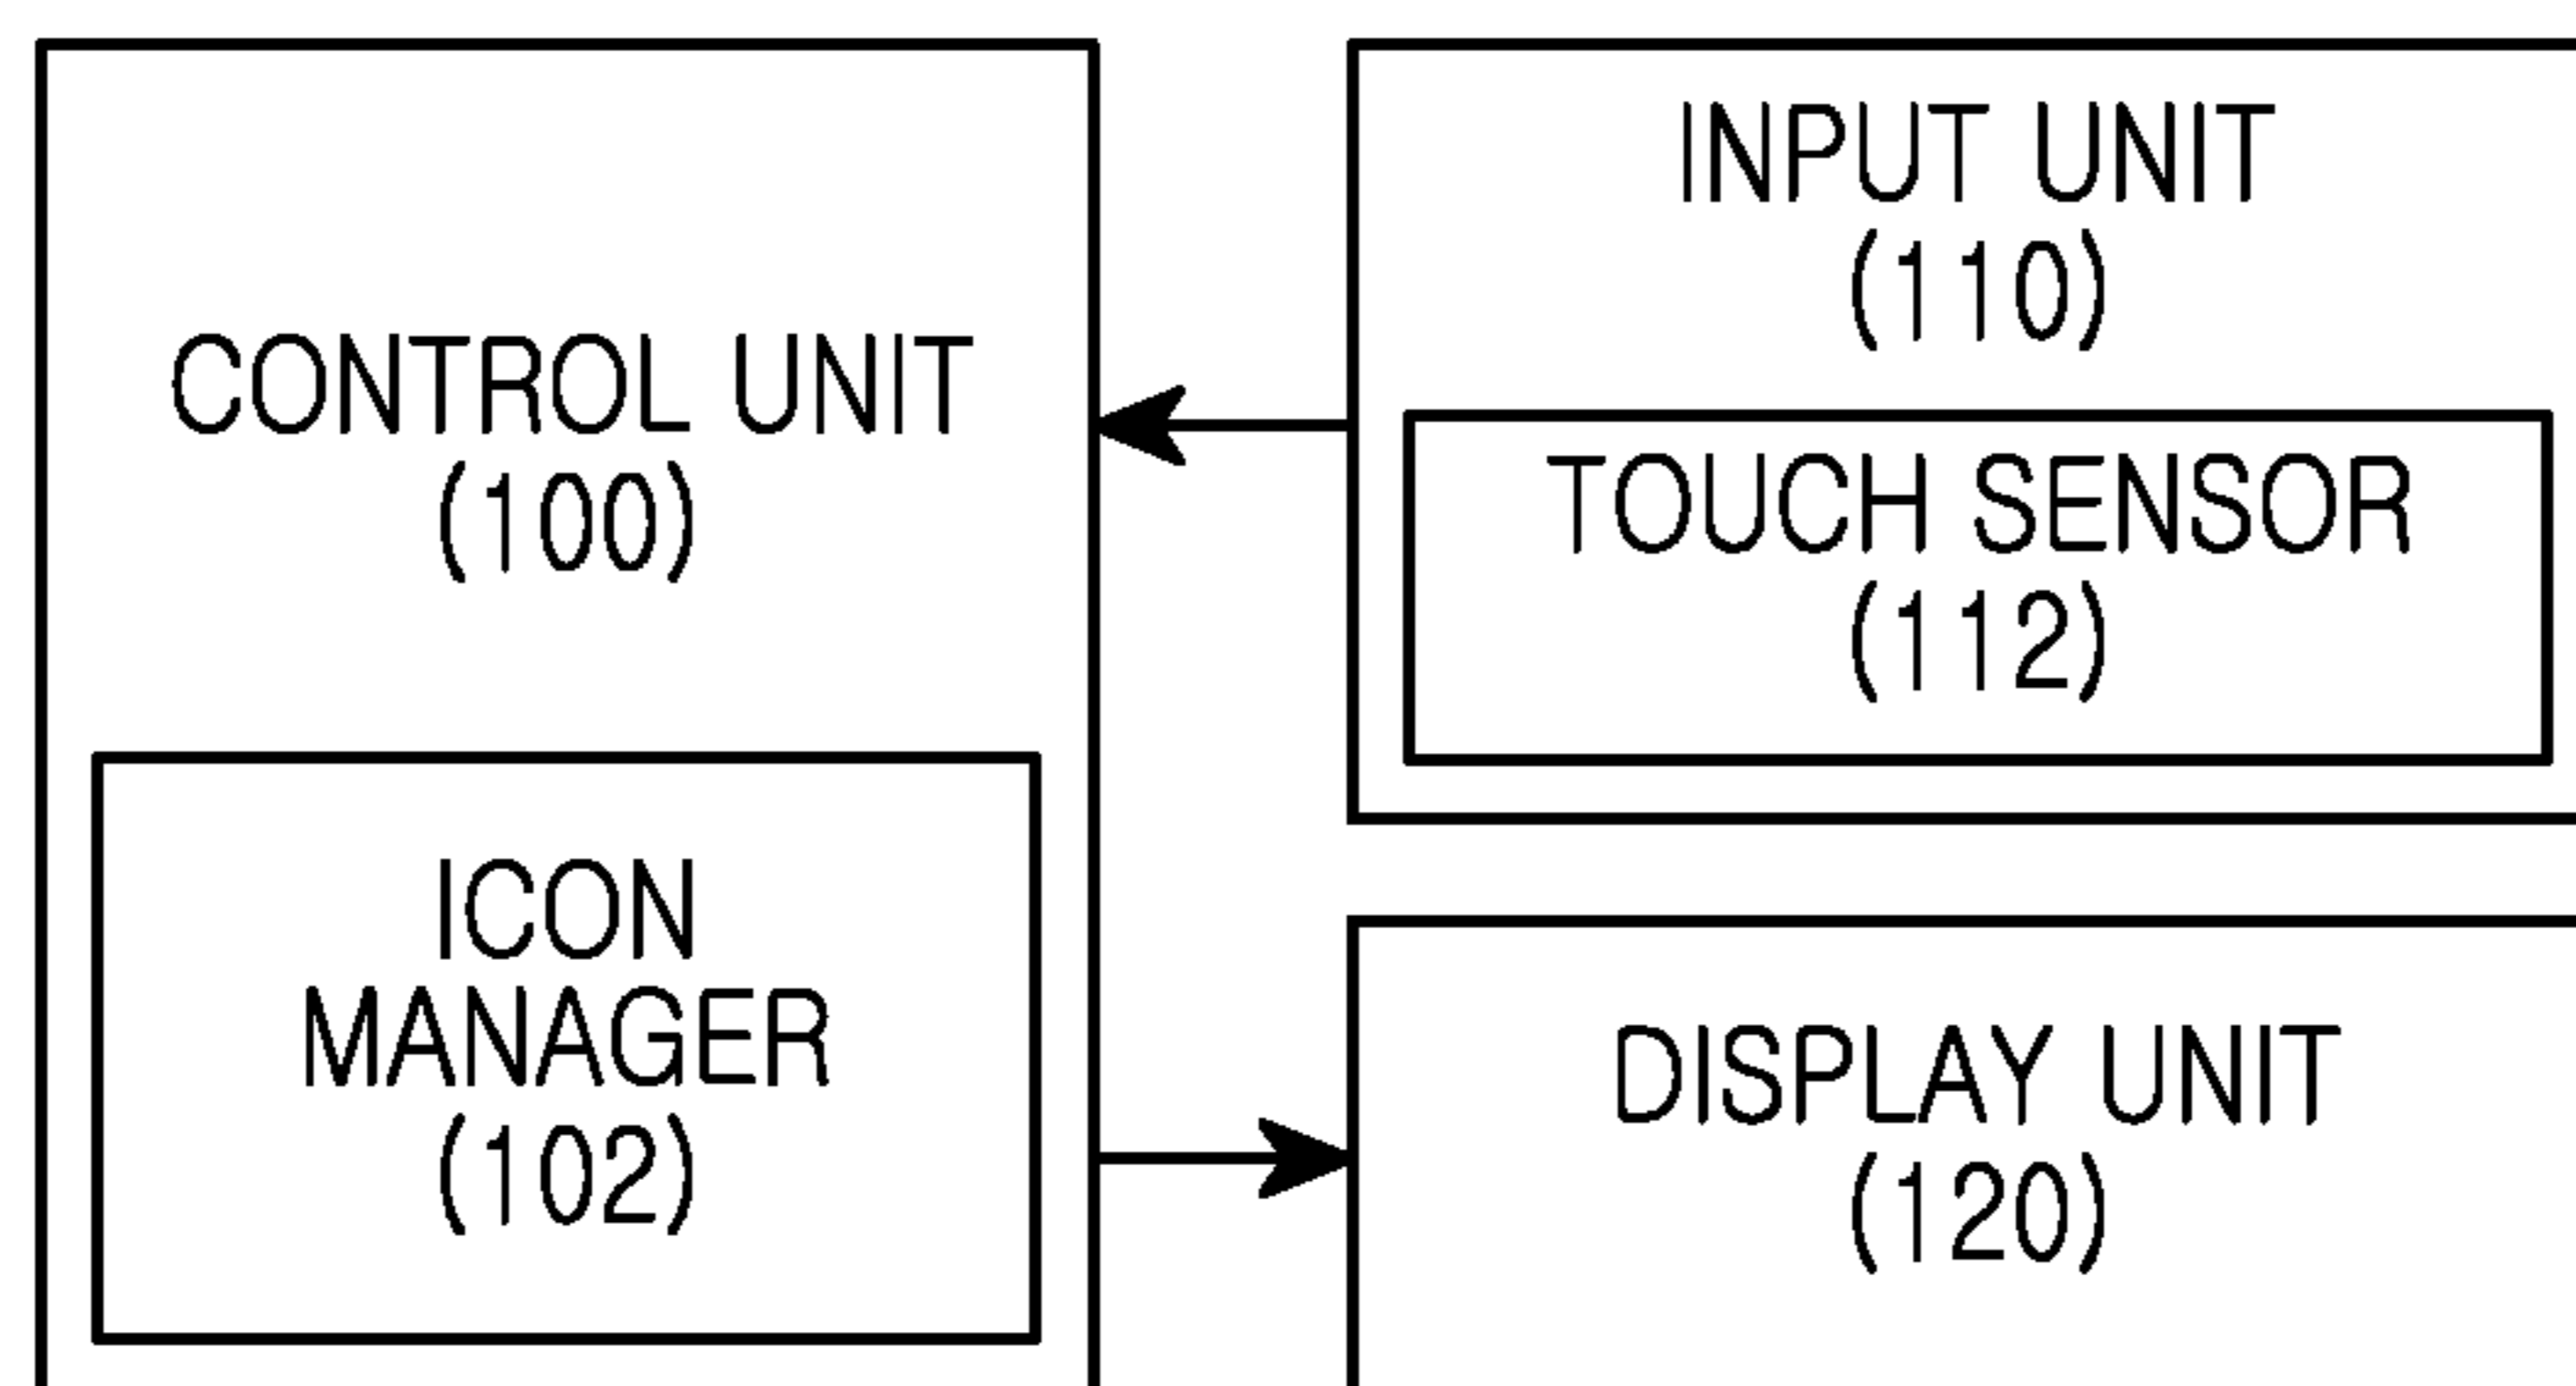 CONTROL UNIT
(100)
ICON
MANAGER
(102)
INPUT UNIT
(110)
TOUCH SENSOR
(112)
DISPLAY UNIT
(120)